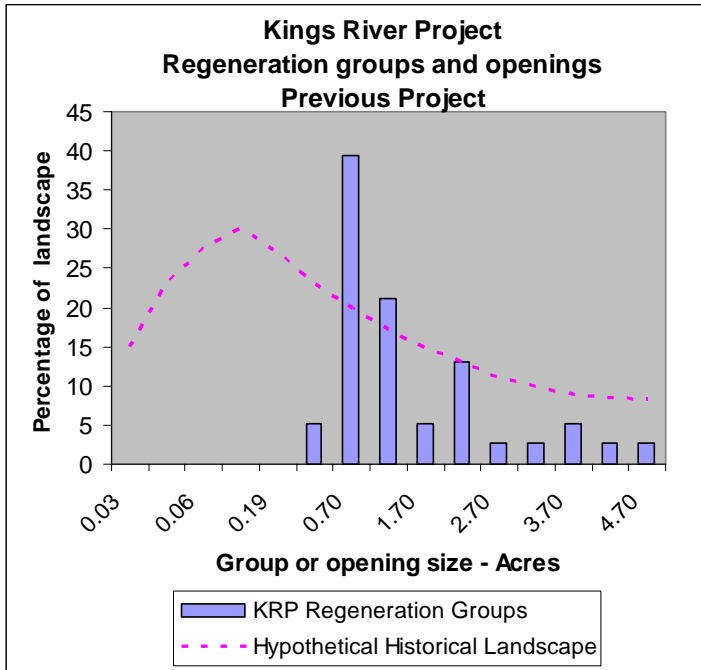 Kings River Project
Regeneration groups and openings
Previous Project
45
40
35
30
25
20
15
10
5
0
Percentage of landscape
0.03
0.06
0.19
0.70
1.70
2.70
3.70
4.70
Group or opening size - Acres
KRP Regeneration Groups
Hypothetical Historical Landscape